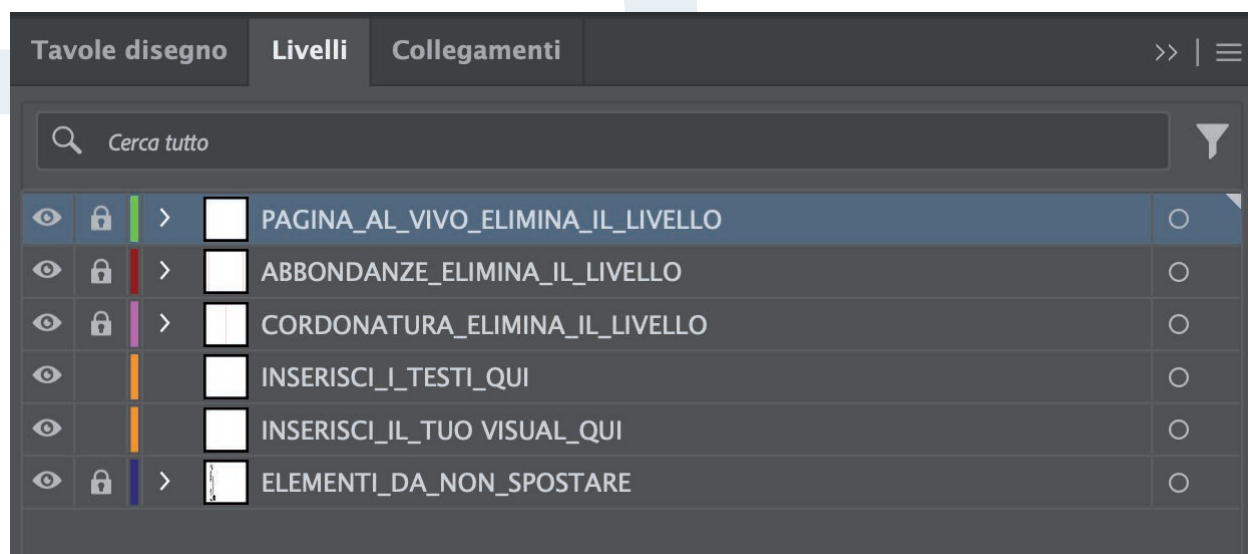 Tavole disegno Livelli Collegamenti
Cerca tutto
PAGINA_AL_VIVO_ELIMINA_IL_LIVELLO
ABBONDANZE_ELIMINA_IL_LIVELLO
CORDONATURA_ELIMINA_IL_LIVELLO
INSERISCI_I_TESTI_QUI
INSERISCI_IL_TUO VISUAL_QUI
ELEMENTI_DA_NON_SPOSTARE